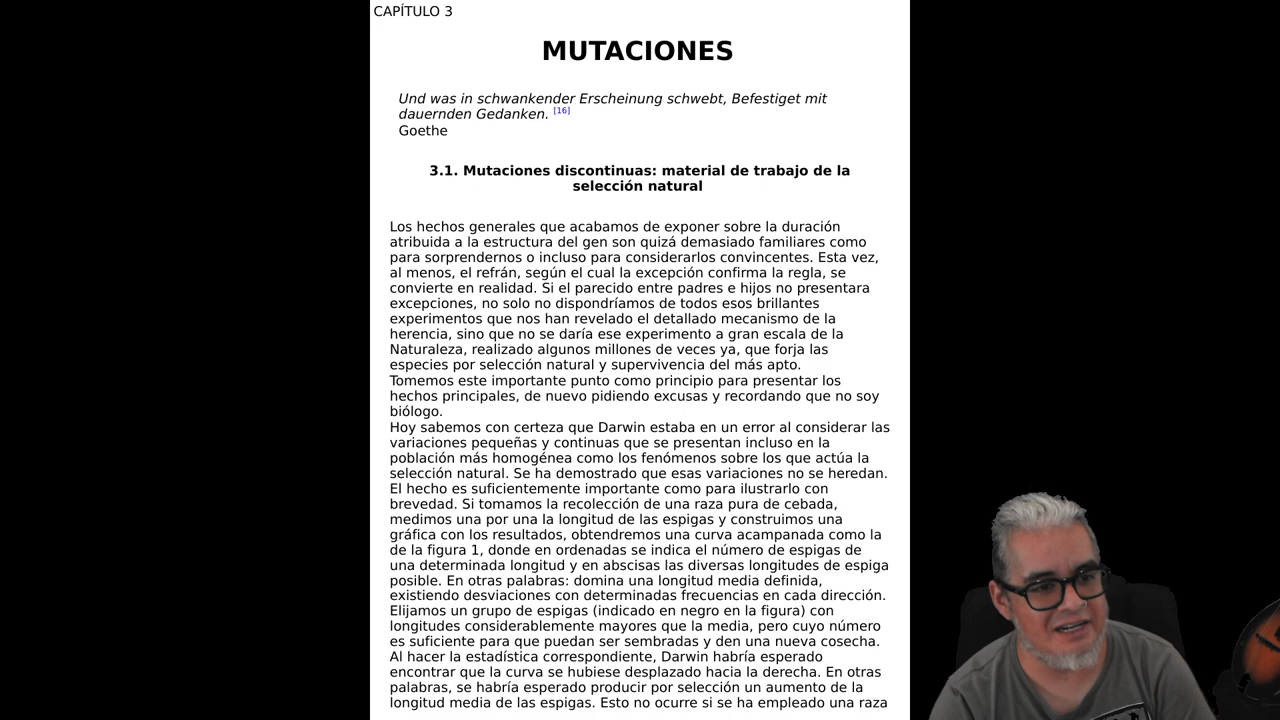 CAPÍTULO 3
MUTACIONES
Und was in schwankender Erscheinung schwebt, Befestiget mit
dauernden Gedanken. [16]
Goethe
3.1. Mutaciones discontinuas: material de trabajo de la
selección natural
Los hechos generales que acabamos de exponer sobre la duración
atribuida a la estructura del gen son quizá demasiado familiares como
para sorprendernos o incluso para considerarlos convincentes. Esta vez,
al menos, el refrán, según el cual la excepción confirma la regla, se
convierte en realidad. Si el parecido entre padres e hijos no presentara
excepciones, no solo no dispondríamos de todos esos brillantes
experimentos que nos han revelado el detallado mecanismo de la
herencia, sino que no se daría ese experimento a gran escala de la
Naturaleza, realizado algunos millones de veces ya, que forja las
especies por selección natural y supervivencia del más apto.
Tomemos este importante punto como principio para presentar los
hechos principales, de nuevo pidiendo excusas y recordando que no soy
biólogo.
Hoy sabemos con certeza que Darwin estaba en un error al considerar las
variaciones pequeñas y continuas que se presentan incluso en la
población más homogénea como los fenómenos sobre los que actúa la
selección natural. Se ha demostrado que esas variaciones no se heredan.
El hecho es suficientemente importante como para ilustrarlo con
brevedad. Si tomamos la recolección de una raza pura de cebada,
medimos una por una la longitud de las espigas y construimos una
gráfica con los resultados, obtendremos una curva acampanada como la
de la figura 1, donde en ordenadas se indica el número de espigas de
una determinada longitud y en abscisas las diversas longitudes de espiga
posible. En otras palabras: domina una longitud media definida,
existiendo desviaciones con determinadas frecuencias en cada dirección.
Elijamos un grupo de espigas (indicado en negro en la figura) con
longitudes considerablemente mayores que la media, pero cuyo número
es suficiente para que puedan ser sembradas y den una nueva cosecha.
Al hacer la estadística correspondiente, Darwin habría esperado
encontrar que la curva se hubiese desplazado hacia la derecha. En otras
palabras, se habría esperado producir por selección un aumento de la
longitud media de las espigas. Esto no ocurre si se ha empleado una raza